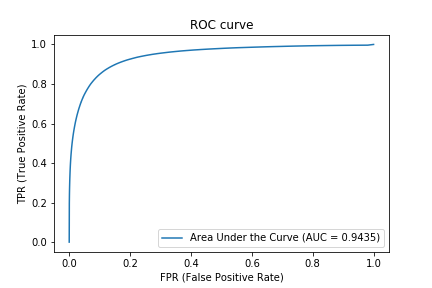 ROC curve
1.0
0.8
0.6
0.4
0.2
0.0
TPR (True Positive Rate)
Area Under the Curve (AUC = 0.9435)
0.0 0.2 0.4 0.6 0.8 1.0
FPR (False Positive Rate)